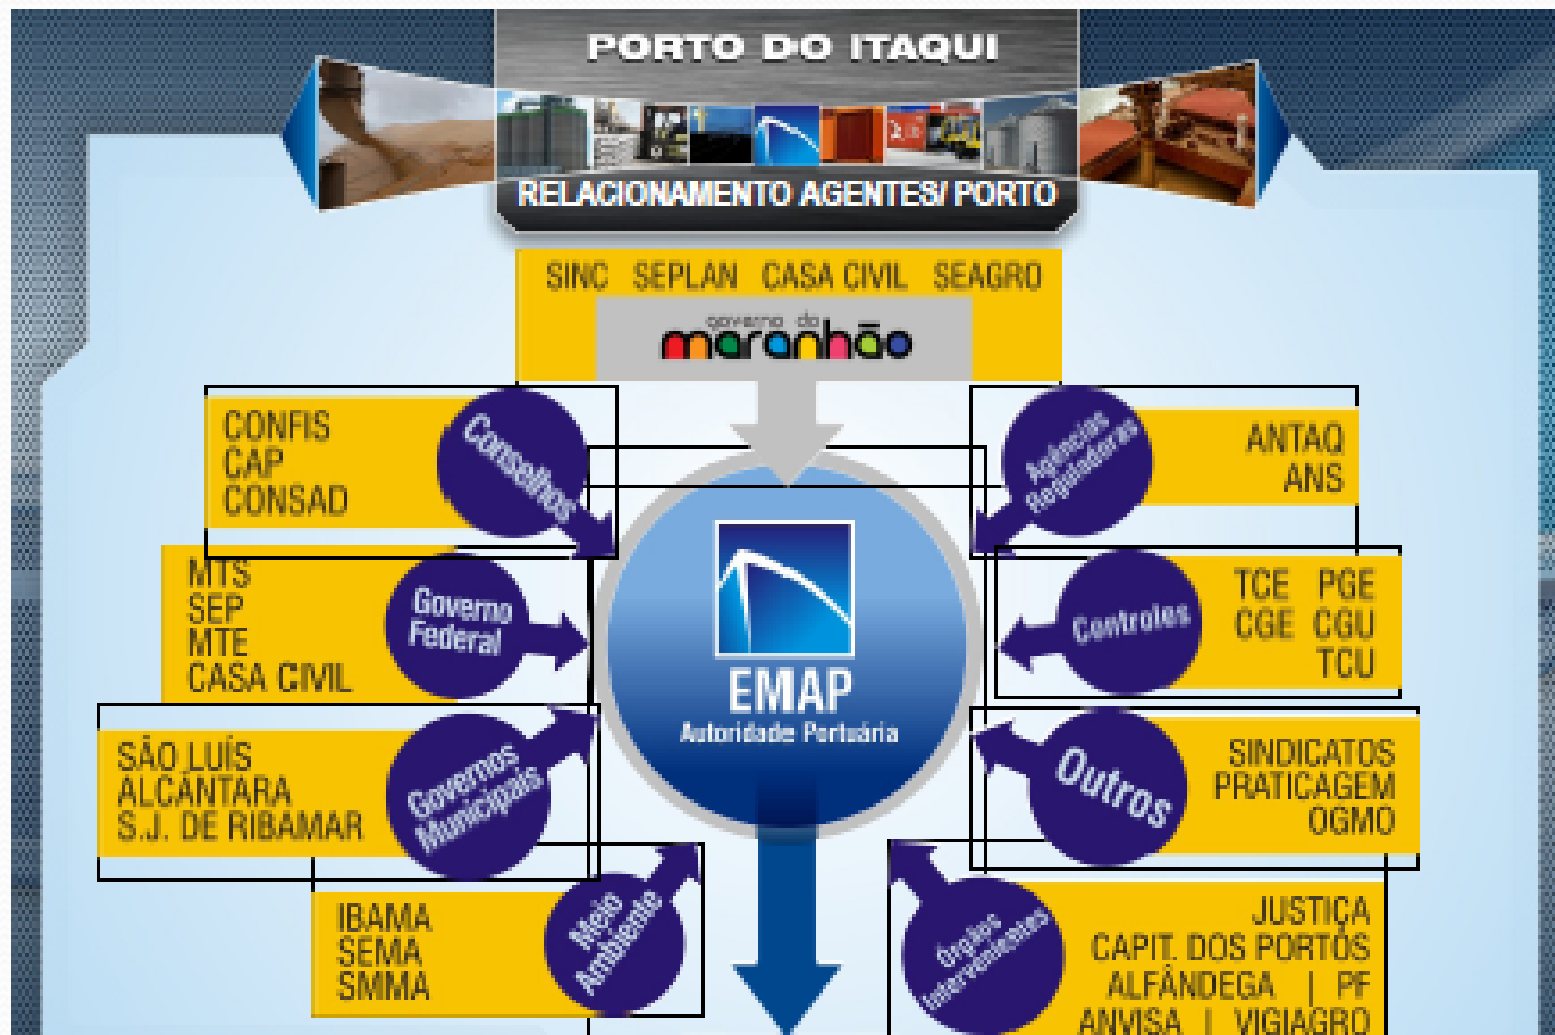 PORTO DO ITAQUI
RELACIONAMENTO AGENTES/ PORTO
SINC SEPLAN CASA CIVIL SEAGRO
governo do
maranhão
CONFIS
CAP
CONSAD
Conselhos
Agências
Reguladoras
ANTAQ
ANS
MTS
SEP
MTE
CASA CIVIL
Governo
Federal
EMAP
Autoridade Portuária
Controles
TCE PGE
CGE CGU
TCU
SÃO LUÍS
ALCÂNTARA
S.J. DE RIBAMAR
Governos
Municipais
Outros
SINDICATOS
PRATICAGEM
OGMO
IBAMA
SEMA
SMMA
Meio
Ambiente
Órgãos
Intervenientes
JUSTIÇA
CAPIT. DOS PORTOS
ALFÂNDEGA | PF
ANVISA | VIGIAGRO